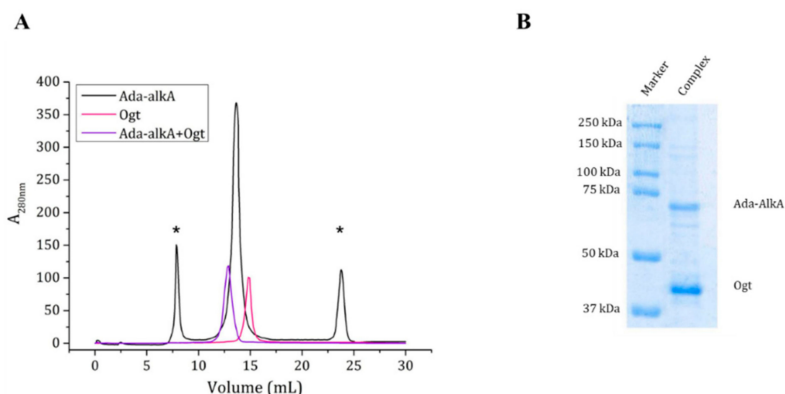 A
B
400
350
300
250
200
150
100
50
0
A280nm
Ada-alkA
Ogt
Ada-alkA+Ogt
*
*
0 5 10 15 20 25 30
Volume (mL)
Marker
Complex
250 kDa
150 kDa
100 kDa
75 kDa
50 kDa
37 kDa
Ada-AlkA
Ogt